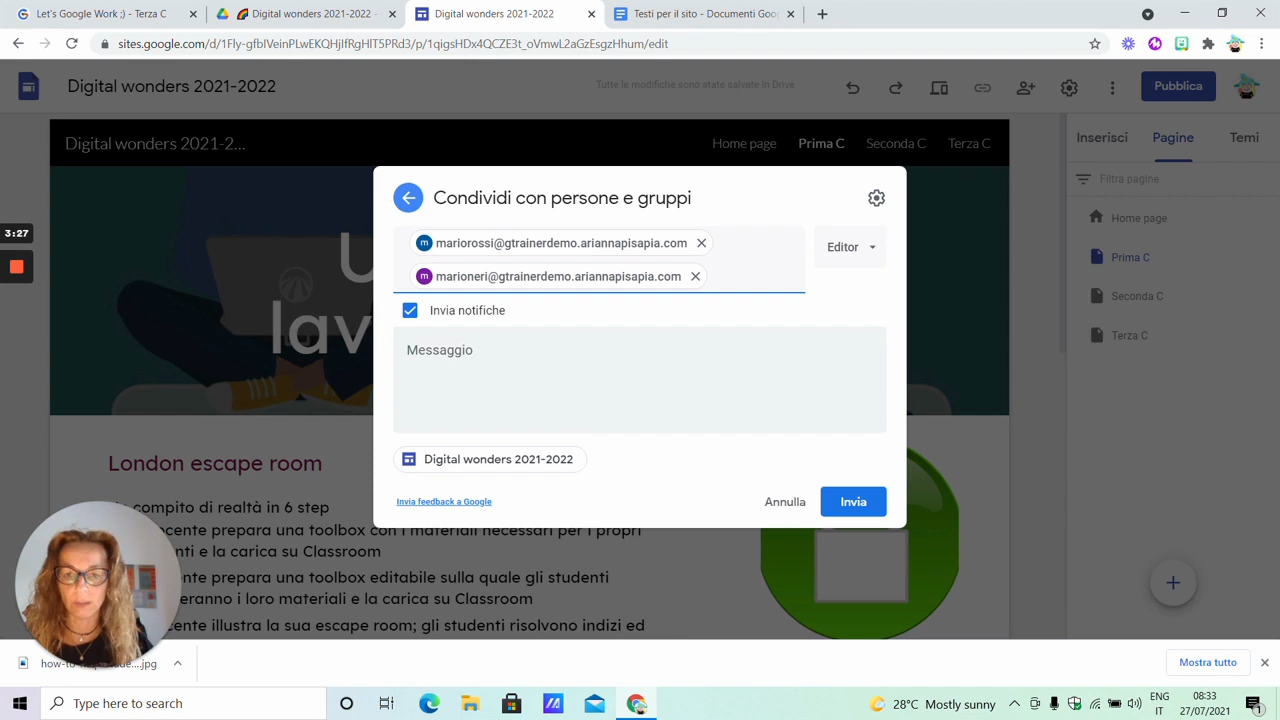 Let's Google Work ;) - Terza C
Digital wonders 2021-2022 -
Digital wonders 2021-2022
Testi per il sito - Documenti Goo
sites.google.com/d/1Fly-gfbIVeinPLwEKQHjIfRgHlT5PRd3/p/1qigsHDx4QCZE3t_oVmwL2aGzEsgzHhum/edit
Digital wonders 2021-2022
Tutte le modifiche sono state salvate in Drive
Pubblica
Digital wonders 2021-2...
Home page
Prima C
Seconda C
Terza C
Inserisci
Pagine
Temi
Filtra pagine
Home page
Prima C
Seconda C
Terza C
3:27
Condividi con persone e gruppi
m mariorossi@gtrainerdemo.ariannapisapia.com
m marioneri@gtrainerdemo.ariannapisapia.com
Editor
Invia notifiche
Messaggio
Digital wonders 2021-2022
Invia feedback a Google
Annulla
Invia
U
lav
London escape room
compito di realtà in 6 step
cente prepara una toolbox con i materiali necessari per i propri
enti e la carica su Classroom
cente prepara una toolbox editabile sulla quale gli studenti
eranno i loro materiali e la carica su Classroom
cente illustra la sua escape room; gli studenti risolvono indizi ed
Mostra tutto
Type here to search
28°C Mostly sunny
ENG
IT
08:33
27/07/2021
1